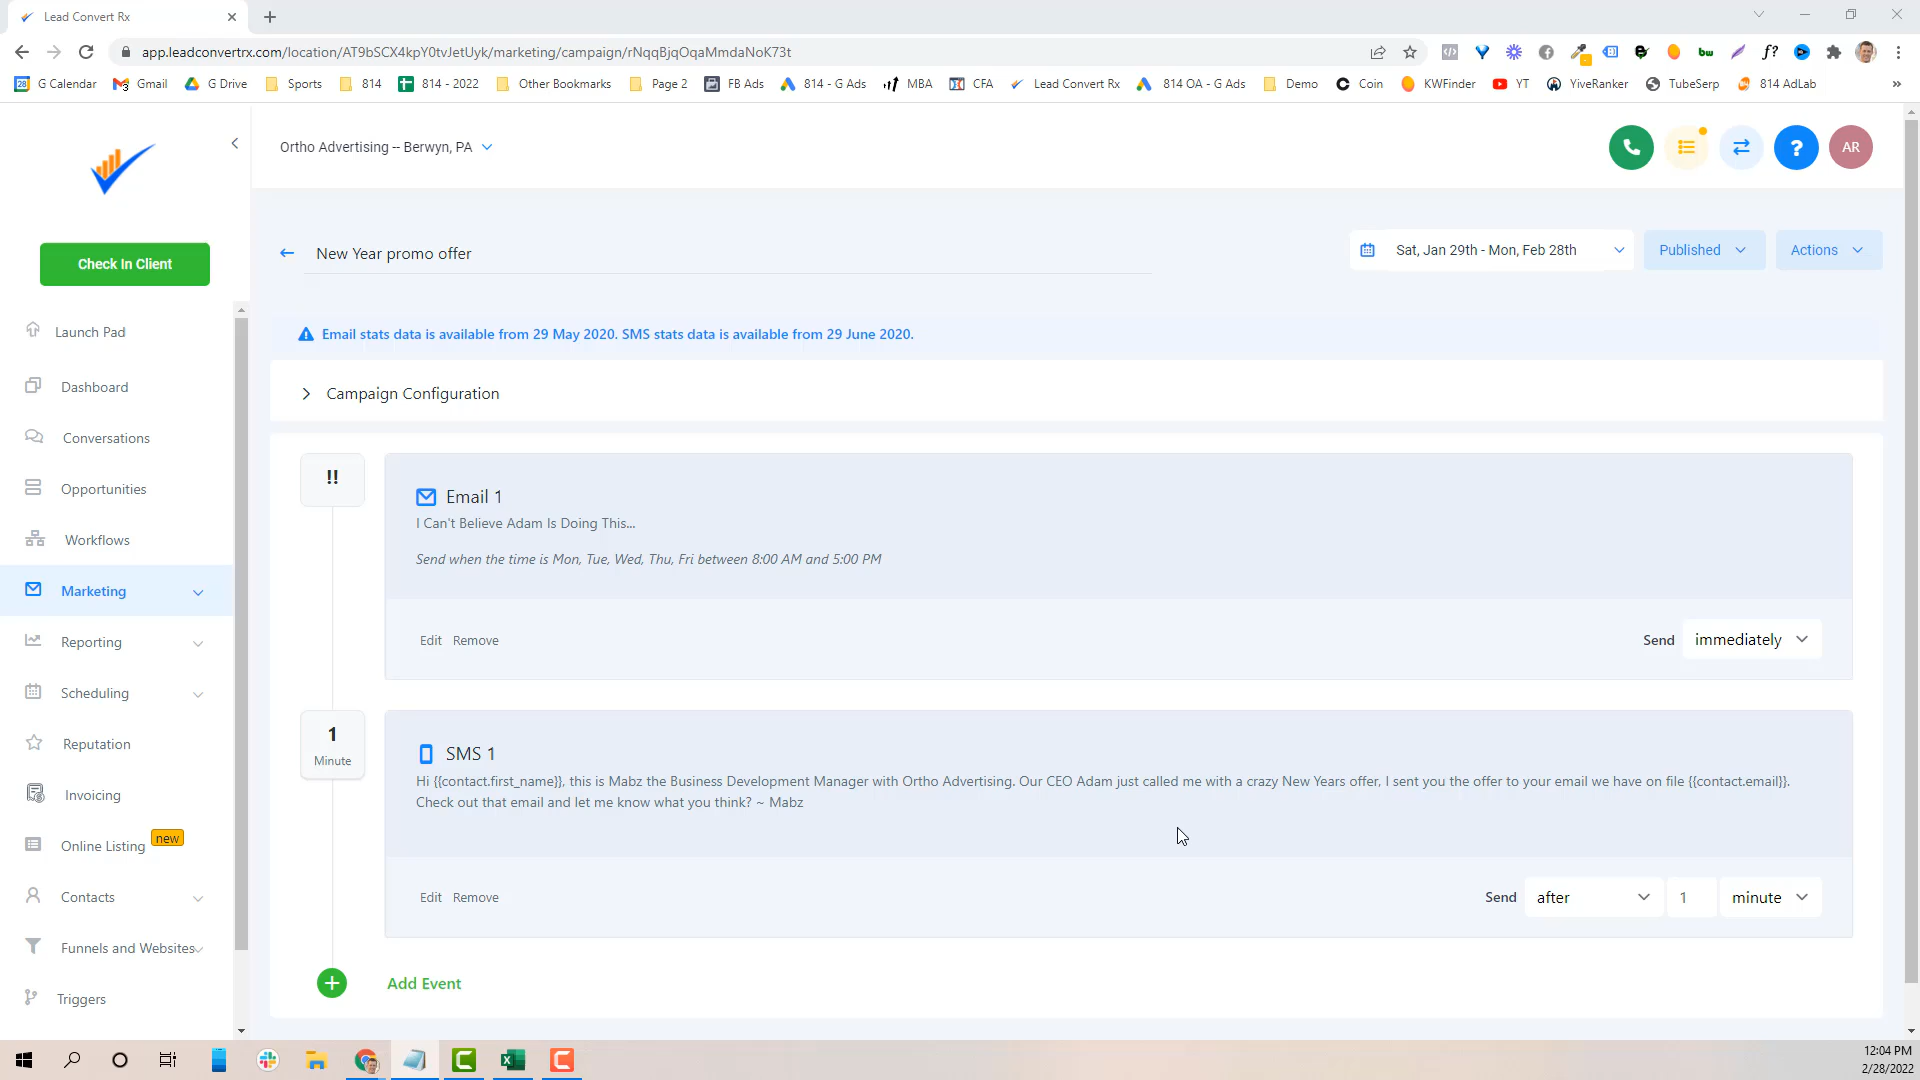 Lead Convert Rx
app.leadconvertrx.com/location/AT9bSCX4kpY0tvJetUyk/marketing/campaign/rNqqBjqOqaMmdaNoK73t
G Calendar
Gmail
G Drive
Sports
814
814 - 2022
Other Bookmarks
Page 2
FB Ads
814 - G Ads
MBA
CFA
Lead Convert Rx
814 OA - G Ads
Demo
Coin
KWFinder
YT
YiveRanker
TubeSerp
814 AdLab
»
Ortho Advertising -- Berwyn, PA
?
AR
Check In Client
Launch Pad
Dashboard
Conversations
Opportunities
Workflows
Marketing
Reporting
Scheduling
Reputation
Invoicing
Online Listing new
Contacts
Funnels and Websites
Triggers
New Year promo offer
Sat, Jan 29th - Mon, Feb 28th
Published
Actions
Email stats data is available from 29 May 2020. SMS stats data is available from 29 June 2020.
Campaign Configuration
!!
Email 1
I Can't Believe Adam Is Doing This...
Send when the time is Mon, Tue, Wed, Thu, Fri between 8:00 AM and 5:00 PM
Edit Remove
Send immediately
1
Minute
SMS 1
Hi {{contact.first_name}}, this is Mabz the Business Development Manager with Ortho Advertising. Our CEO Adam just called me with a crazy New Years offer, I sent you the offer to your email we have on file {{contact.email}}.
Check out that email and let me know what you think? ~ Mabz
Edit Remove
Send after 1 minute
+
Add Event
12:04 PM
2/28/2022